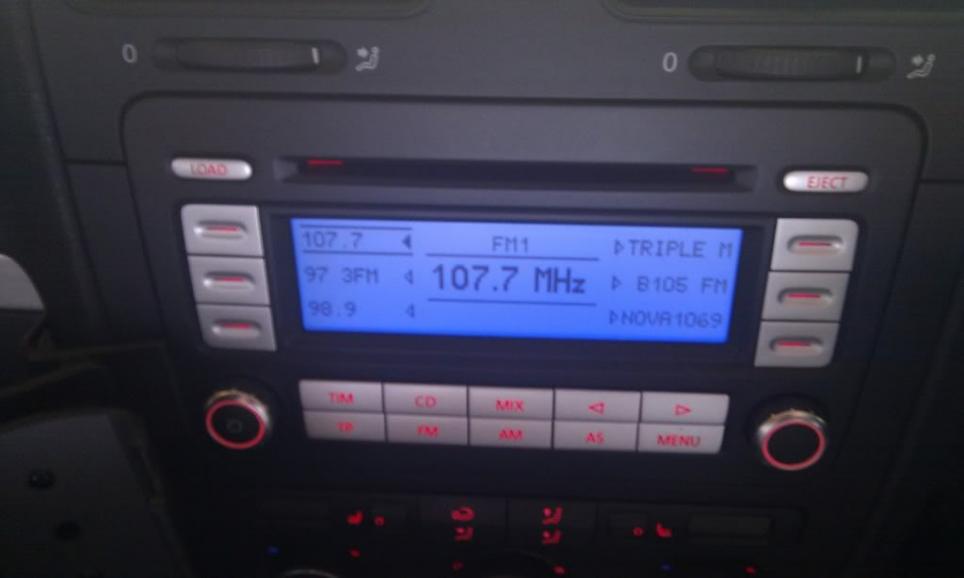 0 0
LOAD EJECT
107.7 FM1 TRIPLE M
97 3FM 107.7 MHz B105 FM
98.9 NOVA1069
TIM CD MIX
TP FM AM AS MENU